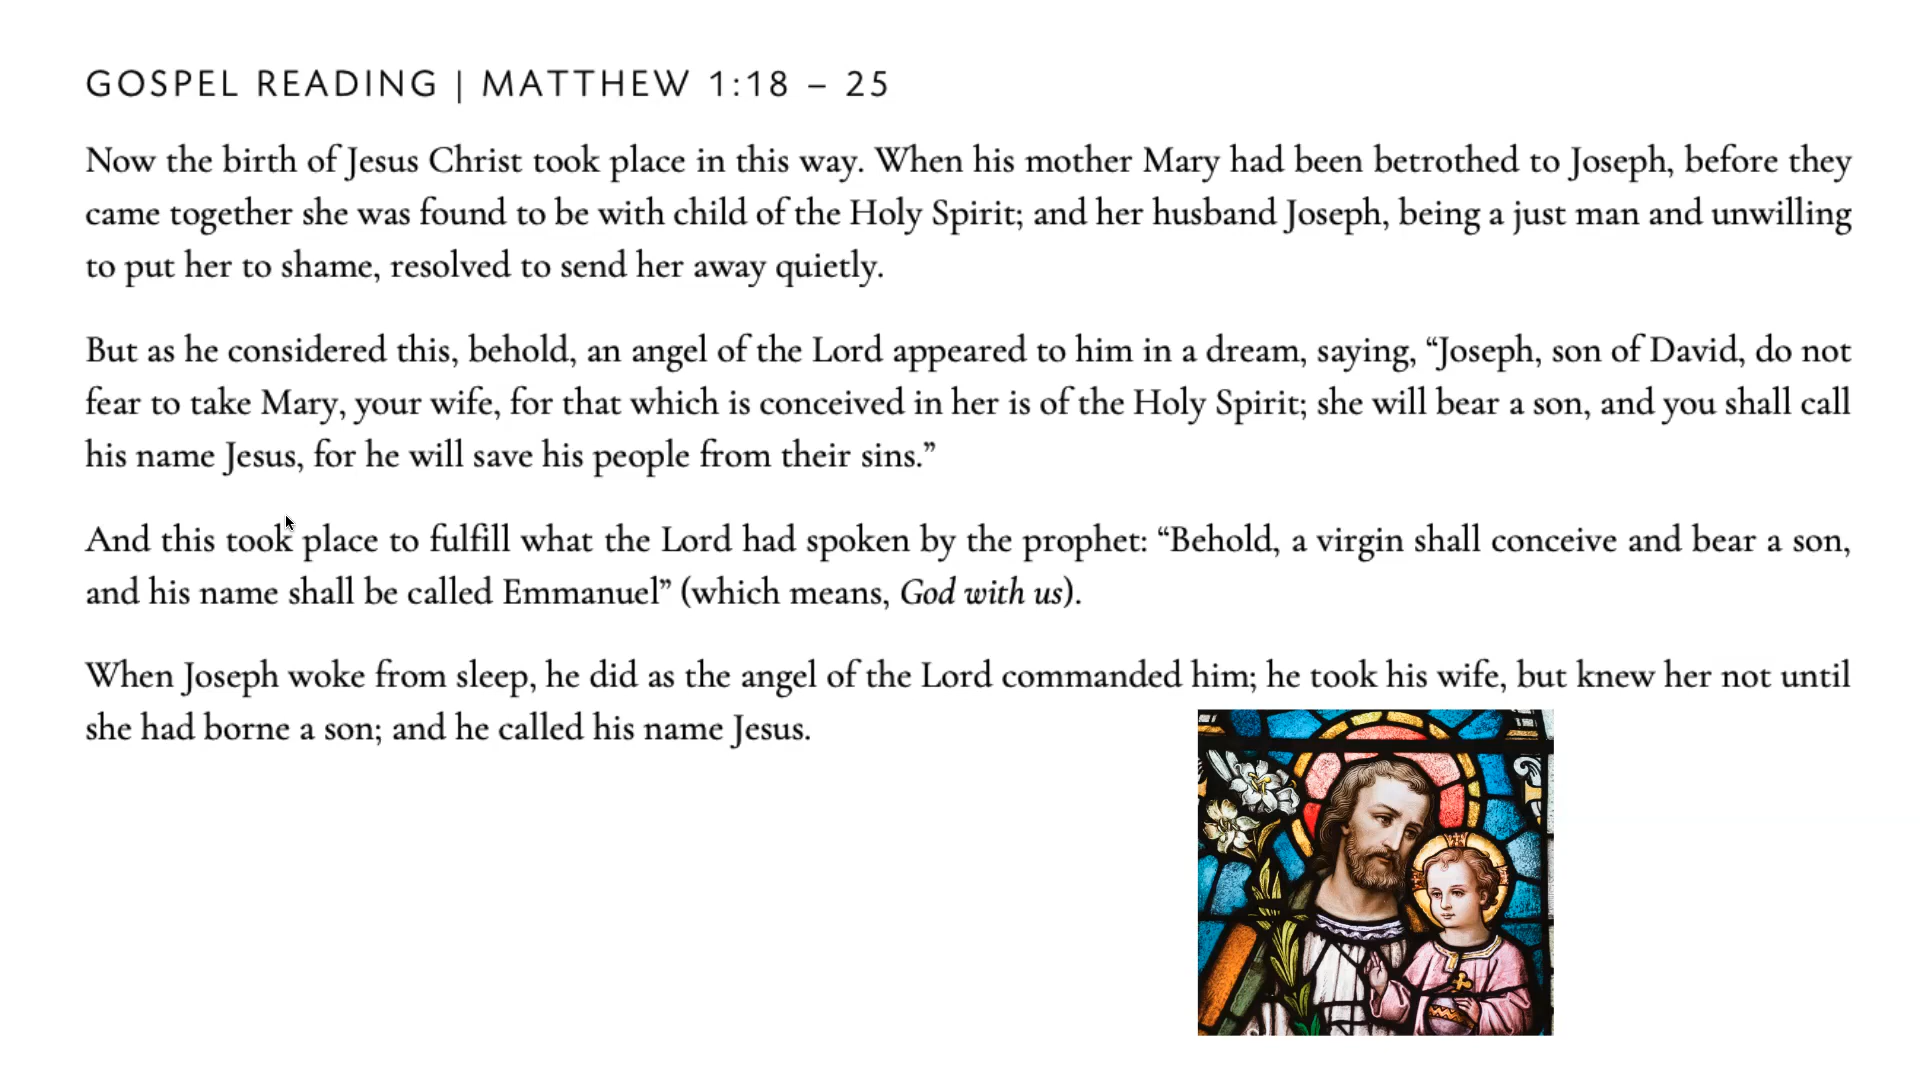 GOSPEL READING | MATTHEW 1:18 – 25
Now the birth of Jesus Christ took place in this way. When his mother Mary had been betrothed to Joseph, before they
came together she was found to be with child of the Holy Spirit; and her husband Joseph, being a just man and unwilling
to put her to shame, resolved to send her away quietly.
But as he considered this, behold, an angel of the Lord appeared to him in a dream, saying, “Joseph, son of David, do not
fear to take Mary, your wife, for that which is conceived in her is of the Holy Spirit; she will bear a son, and you shall call
his name Jesus, for he will save his people from their sins.”
And this took place to fulfill what the Lord had spoken by the prophet: “Behold, a virgin shall conceive and bear a son,
and his name shall be called Emmanuel” (which means, God with us).
When Joseph woke from sleep, he did as the angel of the Lord commanded him; he took his wife, but knew her not until
she had borne a son; and he called his name Jesus.